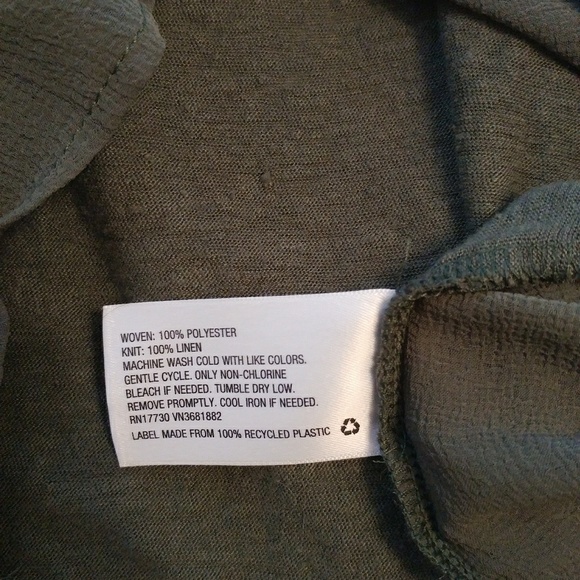 WOVEN: 100% POLYESTER
KNIT: 100% LINEN
MACHINE WASH COLD WITH LIKE COLORS.
GENTLE CYCLE. ONLY NON-CHLORINE
BLEACH IF NEEDED. TUMBLE DRY LOW.
REMOVE PROMPTLY. COOL IRON IF NEEDED.
RN17730 VN3681882
LABEL MADE FROM 100% RECYCLED PLASTIC